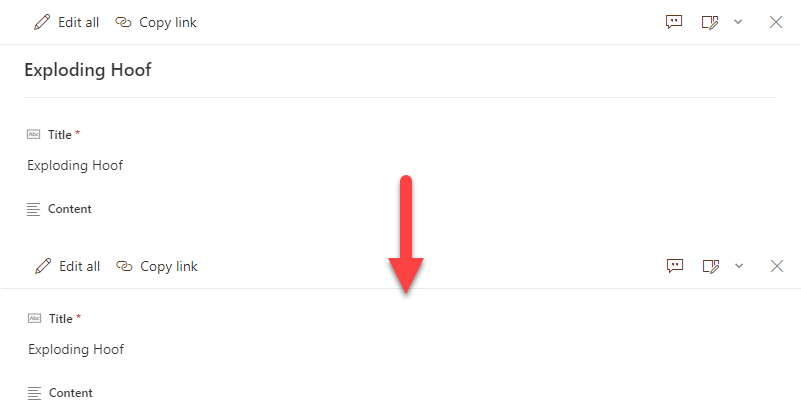 Edit all Copy link
Exploding Hoof
Abc Title *
Exploding Hoof
Content
Edit all Copy link
Abc Title *
Exploding Hoof
Content